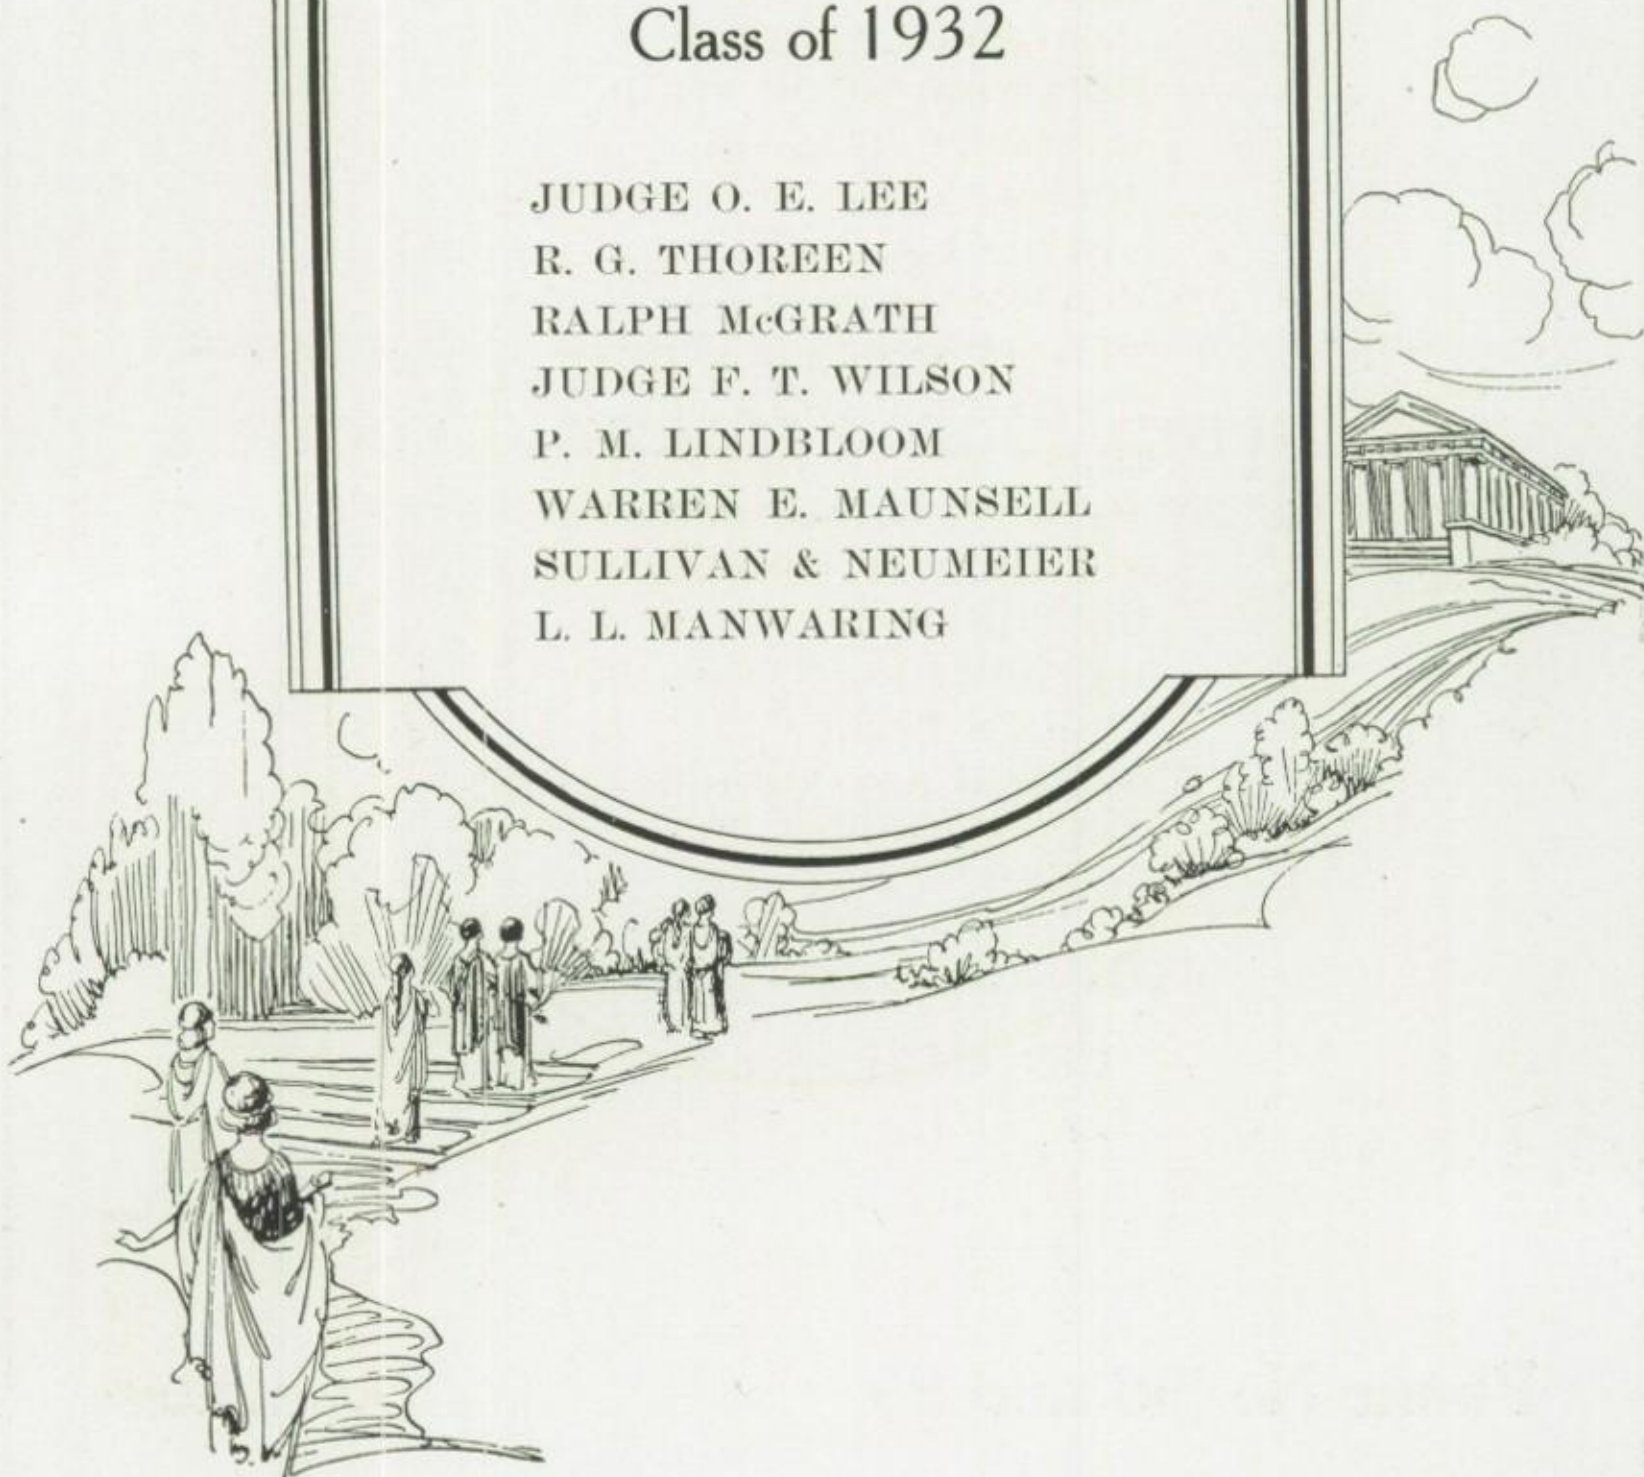 Class of 1932
JUDGE O. E. LEE
R. G. THOREEN
RALPH McGRATH
JUDGE F. T. WILSON
P. M. LINDBLOOM
WARREN E. MAUNSELL
SULLIVAN & NEUMEIER
L. L. MANWARING